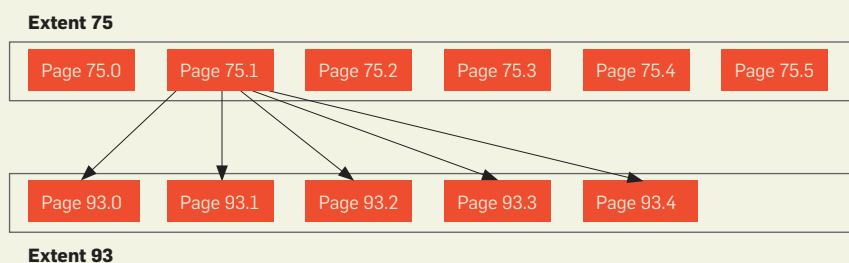 Extent 75
Page 75.0 Page 75.1 Page 75.2 Page 75.3 Page 75.4 Page 75.5
Page 93.0 Page 93.1 Page 93.2 Page 93.3 Page 93.4
Extent 93